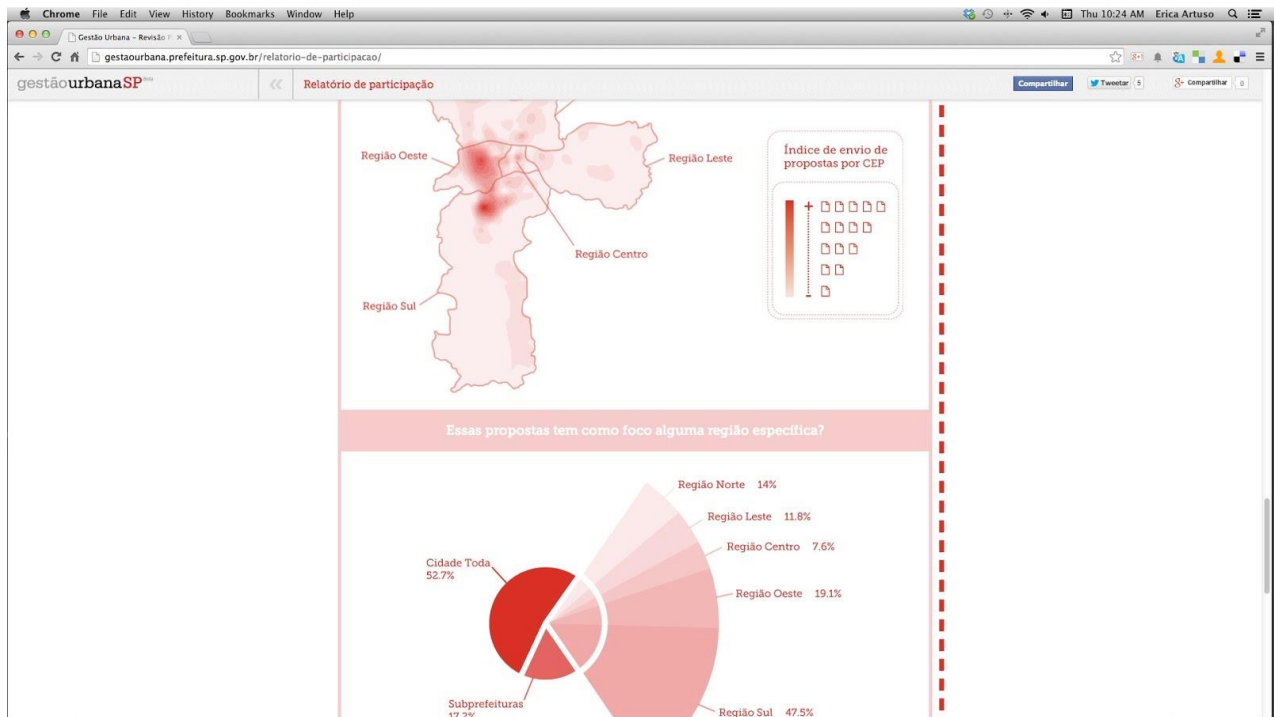 Chrome File Edit View History Bookmarks Window Help
Thu 10:24 AM Erica Artuso
Gestão Urbana – Revisão
gestaourbana.prefeitura.sp.gov.br/relatorio-de-participacao/
gestãourbanaSP
Relatório de participação
Compartilhar
Tweetar 5
Compartilhar 0
Região Oeste
Região Leste
Índice de envio de
propostas por CEP
+
-
Região Centro
Região Sul
Essas propostas tem como foco alguma região específica?
Região Norte 14%
Região Leste 11.8%
Região Centro 7.6%
Cidade Toda
52.7%
Região Oeste 19.1%
Subprefeituras
17.2%
Região Sul 47.5%